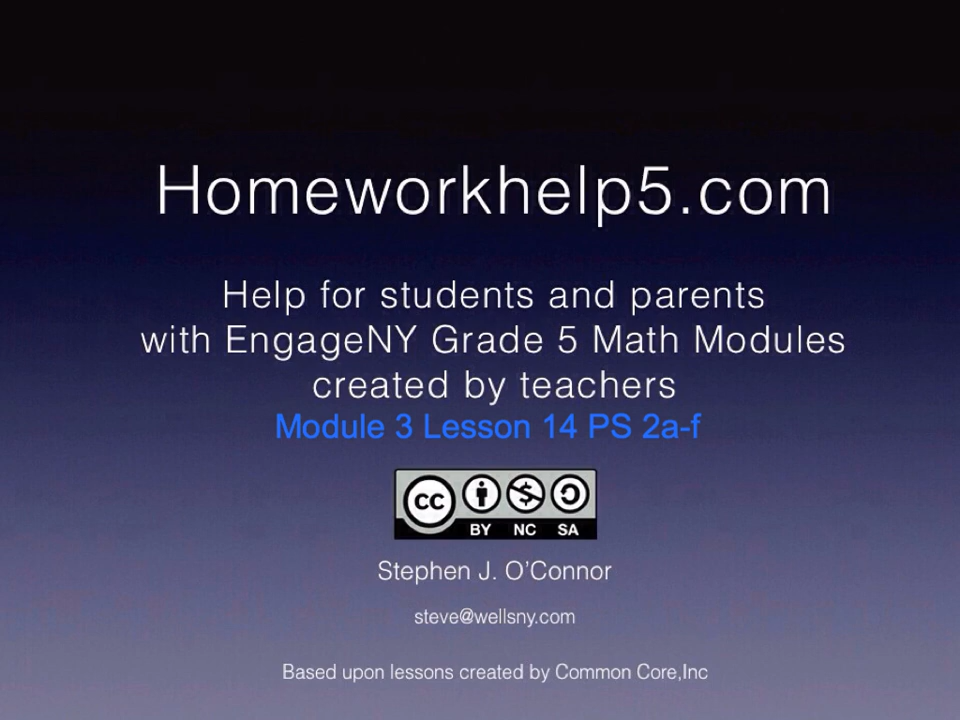 Homeworkhelp5.com
Help for students and parents
with EngageNY Grade 5 Math Modules
created by teachers
Module 3 Lesson 14 PS 2a-f
cc
BY NC SA
Stephen J. O’Connor
steve@wellsny.com
Based upon lessons created by Common Core,Inc